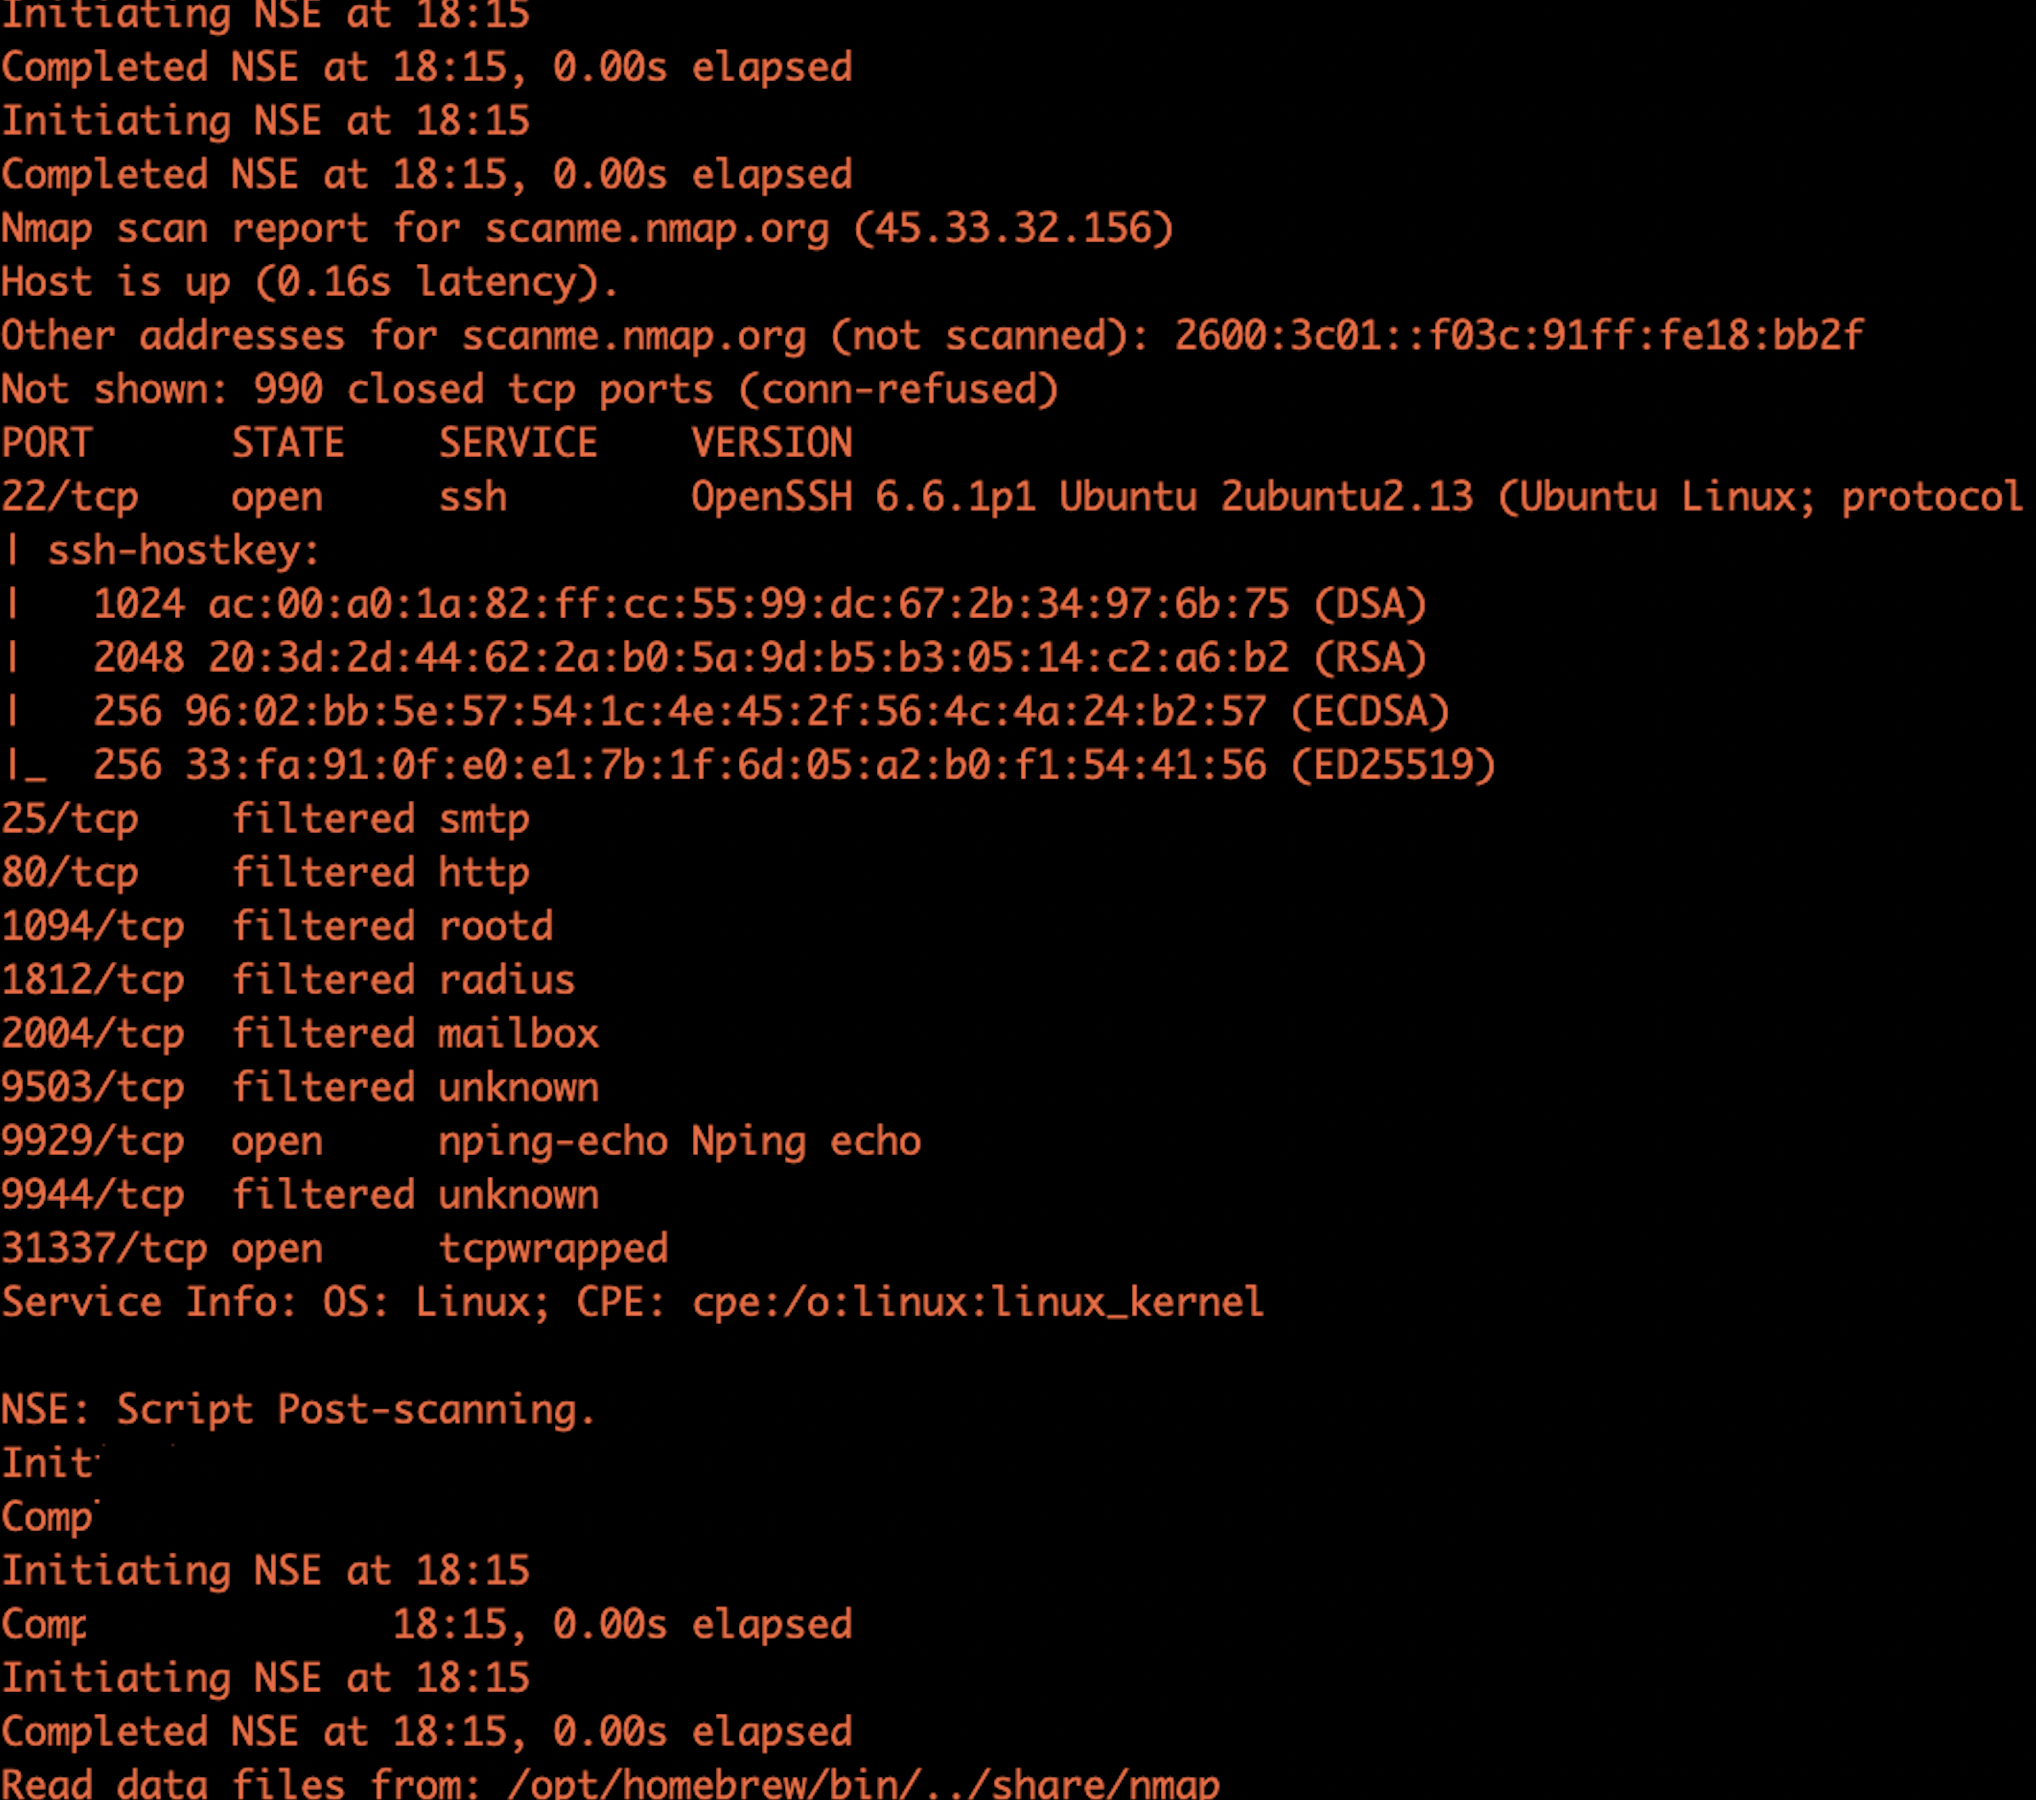 Initiating NSE at 18:15
Completed NSE at 18:15, 0.00s elapsed
Initiating NSE at 18:15
Completed NSE at 18:15, 0.00s elapsed
Nmap scan report for scanme.nmap.org (45.33.32.156)
Host is up (0.16s latency).
Other addresses for scanme.nmap.org (not scanned): 2600:3c01::f03c:91ff:fe18:bb2f
Not shown: 990 closed tcp ports (conn-refused)
PORT      STATE    SERVICE    VERSION
22/tcp    open     ssh        OpenSSH 6.6.1p1 Ubuntu 2ubuntu2.13 (Ubuntu Linux; protocol
| ssh-hostkey:
|   1024 ac:00:a0:1a:82:ff:cc:55:99:dc:67:2b:34:97:6b:75 (DSA)
|   2048 20:3d:2d:44:62:2a:b0:5a:9d:b5:b3:05:14:c2:a6:b2 (RSA)
|   256 96:02:bb:5e:57:54:1c:4e:45:2f:56:4c:4a:24:b2:57 (ECDSA)
|_  256 33:fa:91:0f:e0:e1:7b:1f:6d:05:a2:b0:f1:54:41:56 (ED25519)
25/tcp    filtered smtp
80/tcp    filtered http
1094/tcp  filtered rootd
1812/tcp  filtered radius
2004/tcp  filtered mailbox
9503/tcp  filtered unknown
9929/tcp  open     nping-echo Nping echo
9944/tcp  filtered unknown
31337/tcp open     tcpwrapped
Service Info: OS: Linux; CPE: cpe:/o:linux:linux_kernel
NSE: Script Post-scanning.
Init
Comp
Initiating NSE at 18:15
Comp             18:15, 0.00s elapsed
Initiating NSE at 18:15
Completed NSE at 18:15, 0.00s elapsed
Read data files from: /opt/homebrew/bin/../share/nmap